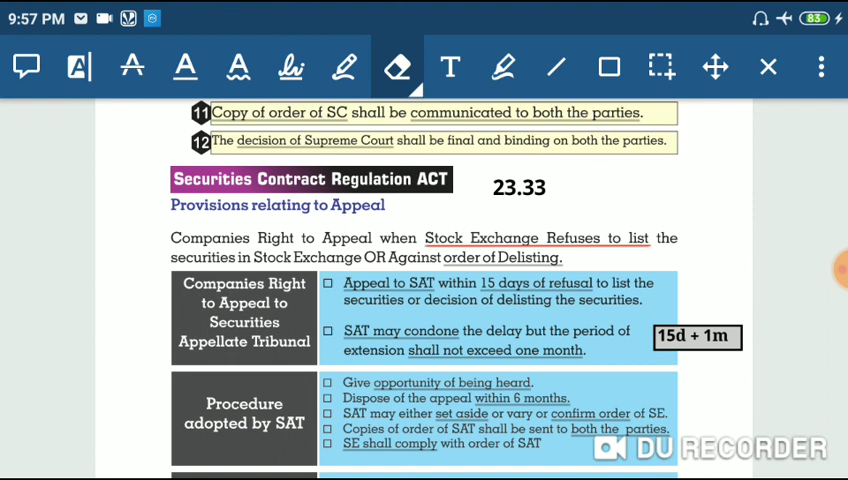 9:57 PM
83
A
A
A
A
T
11 Copy of order of SC shall be communicated to both the parties.
12 The decision of Supreme Court shall be final and binding on both the parties.
Securities Contract Regulation ACT
23.33
Provisions relating to Appeal
Companies Right to Appeal when Stock Exchange Refuses to list the
securities in Stock Exchange OR Against order of Delisting.
Companies Right
to Appeal to
Securities
Appellate Tribunal
Appeal to SAT within 15 days of refusal to list the
securities or decision of delisting the securities.
SAT may condone the delay but the period of
extension shall not exceed one month.
15d + 1m
Procedure
adopted by SAT
Give opportunity of being heard.
Dispose of the appeal within 6 months.
SAT may either set aside or vary or confirm order of SE.
Copies of order of SAT shall be sent to both the parties.
SE shall comply with order of SAT
DU RECORDER